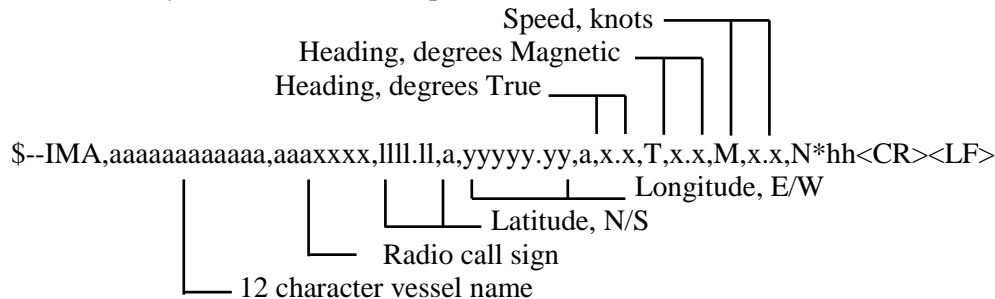 Speed, knots
Heading, degrees Magnetic
Heading, degrees True
$--IMA,aaaaaaaaaaaa,aaaxxxx,llll.ll,a,yyyyy.yy,a,x.x,T,x.x,M,x.x,N*hh<CR><LF>
Longitude, E/W
Latitude, N/S
Radio call sign
12 character vessel name